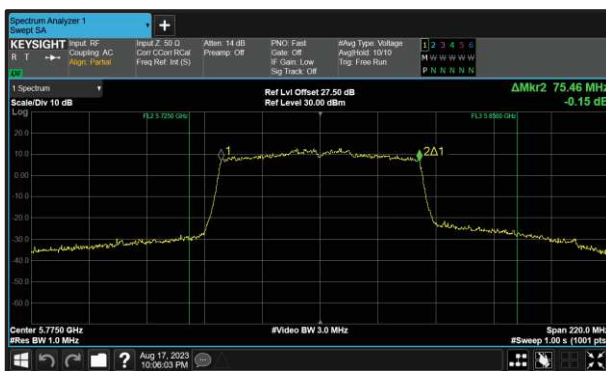 Spectrum Analyzer 1
Swept SA
KEYSIGHT
R T
Input: RF
Coupling: AC
Align: Partial
Input Z: 50 Ω
Corr CCorr RCal
Freq Ref: Int (S)
Atten: 14 dB
Preamp: Off
PNO: Fast
Gate: Off
IF Gain: Low
Sig Track: Off
#Avg Type: Voltage
Avg|Hold: 10/10
Trig: Free Run
1 2 3 4 5 6
M W W W W W
P N N N N N
1 Spectrum
Scale/Div 10 dB
Ref Lvl Offset 27.50 dB
Ref Level 30.00 dBm
ΔMkr2 75.46 MHz
-0.15 dB
Log
FL2 5.7250 GHz
FL3 5.8500 GHz
20.0
10.0
0.00
-10.0
-20.0
-30.0
-40.0
-50.0
-60.0
1
2Δ1
Center 5.7750 GHz
#Res BW 1.0 MHz
#Video BW 3.0 MHz
Span 220.0 MHz
#Sweep 1.00 s (1001 pts)
Aug 17, 2023
10:06:03 PM